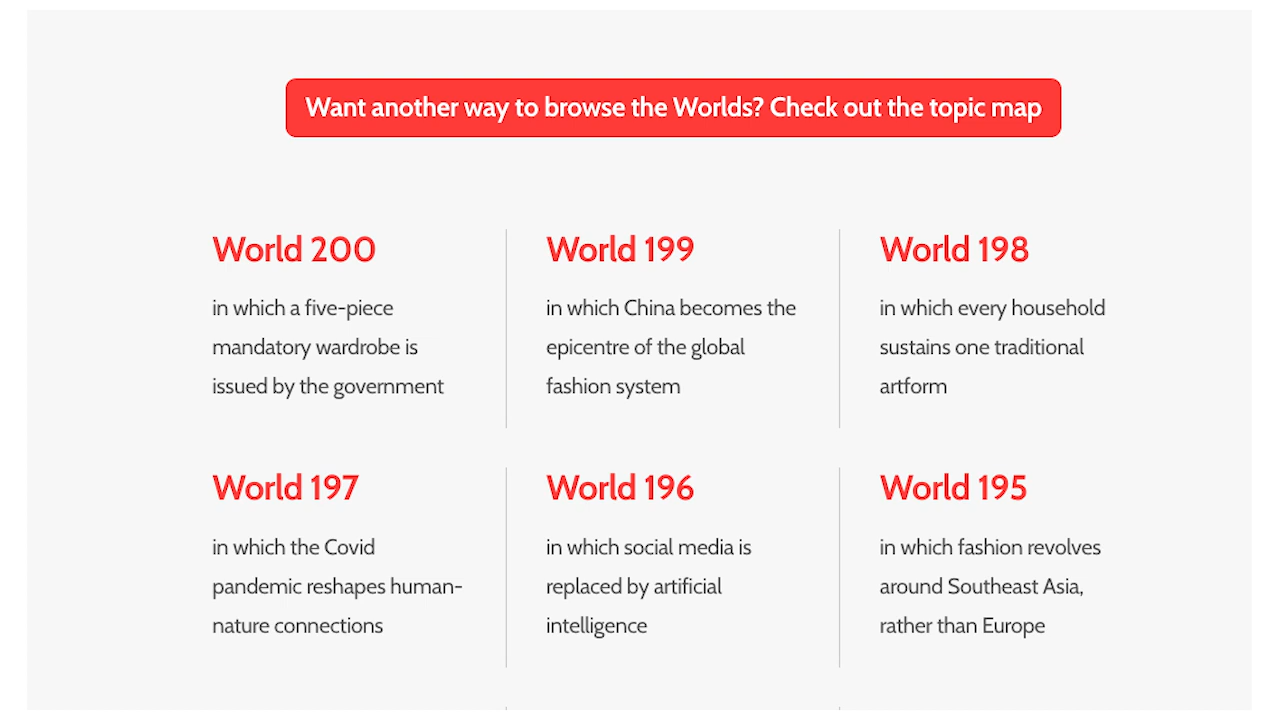 Want another way to browse the Worlds? Check out the topic map
World 200
in which a five-piece
mandatory wardrobe is
issued by the government
World 199
in which China becomes the
epicentre of the global
fashion system
World 198
in which every household
sustains one traditional
artform
World 197
in which the Covid
pandemic reshapes human-
nature connections
World 196
in which social media is
replaced by artificial
intelligence
World 195
in which fashion revolves
around Southeast Asia,
rather than Europe